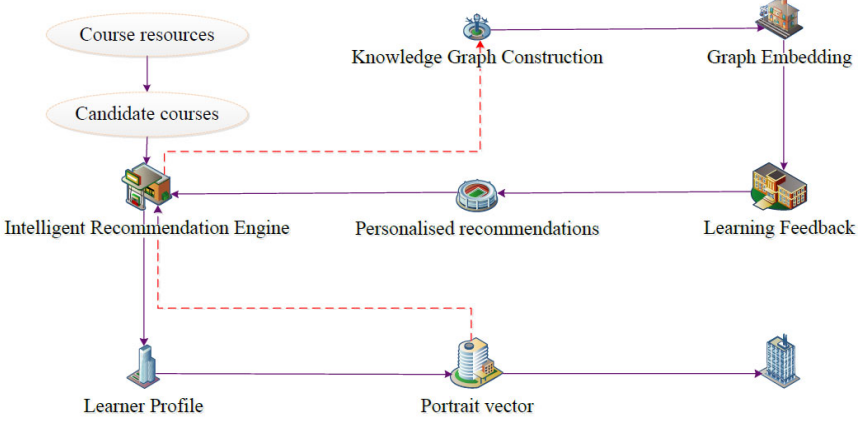 Course resources
Knowledge Graph Construction
Graph Embedding
Candidate courses
Intelligent Recommendation Engine
Personalised recommendations
Learning Feedback
Learner Profile
Portrait vector